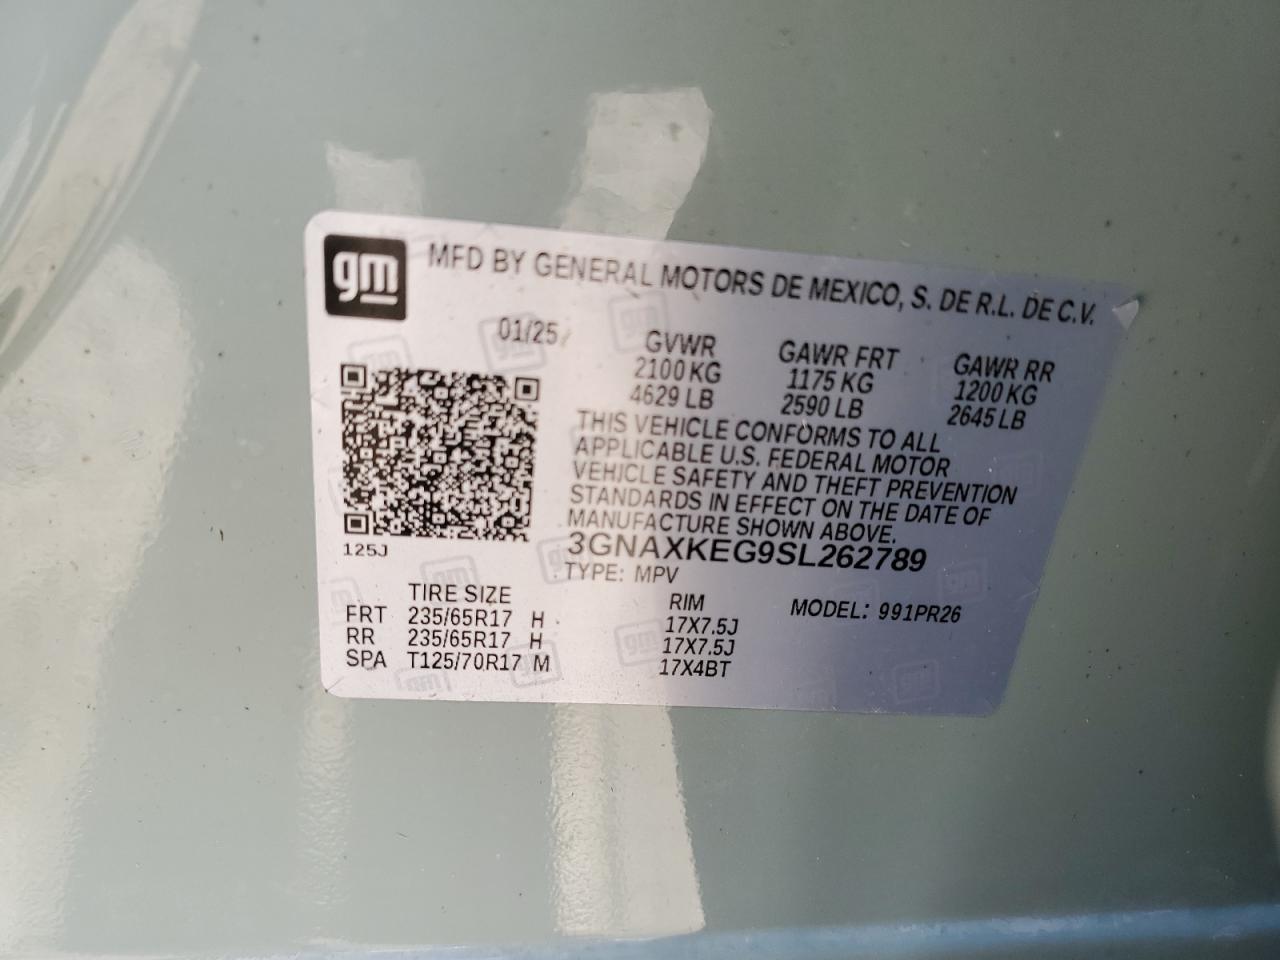 gm
MFD BY GENERAL MOTORS DE MEXICO, S. DE R.L. DE C.V.
01/25
GVWR GAWR FRT GAWR RR
2100 KG 1175 KG 1200 KG
4629 LB 2590 LB 2645 LB
THIS VEHICLE CONFORMS TO ALL
APPLICABLE U.S. FEDERAL MOTOR
VEHICLE SAFETY AND THEFT PREVENTION
STANDARDS IN EFFECT ON THE DATE OF
MANUFACTURE SHOWN ABOVE.
125J
3GNAXKEG9SL262789
TYPE: MPV
TIRE SIZE RIM MODEL: 991PR26
FRT 235/65R17 H 17X7.5J
RR 235/65R17 H 17X7.5J
SPA T125/70R17 M 17X4BT